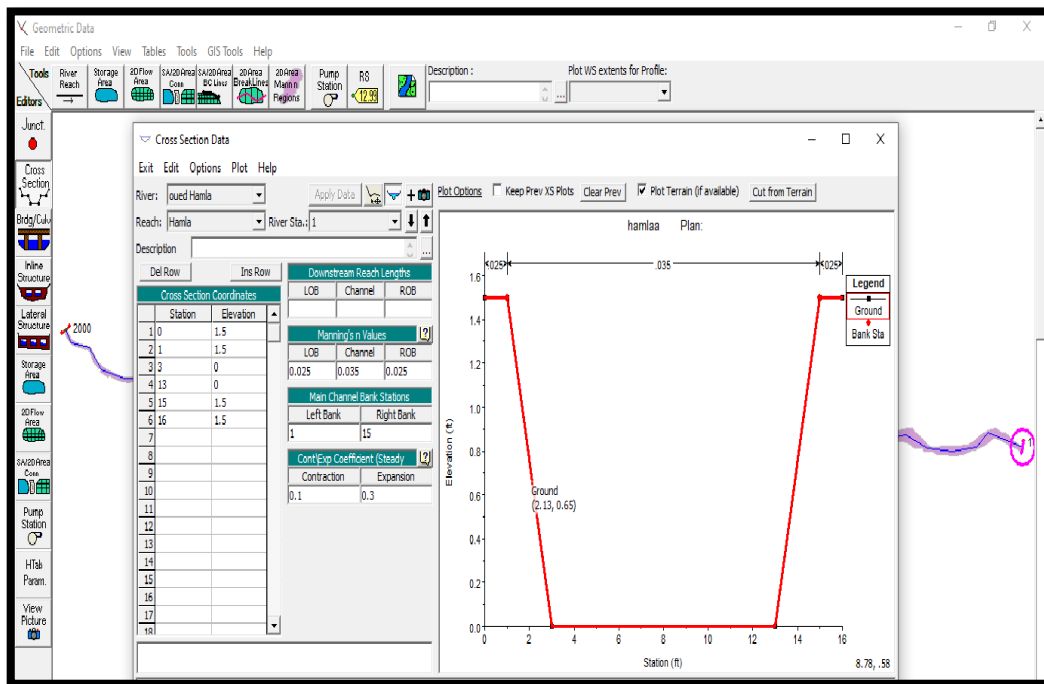 Geometric Data
File Edit Options View Tables Tools GIS Tools Help
Tools
Editors
River
Reach
Storage
Area
2D Flow
Area
SA/2D Area
Conn
SA/2D Area
BC Lines
2D Area
BreakLines
2D Area
Mann n
Regions
Pump
Station
RS
12.99
Description :
...
Plot WS extents for Profile:
Junct.
Cross
Section
Brdg/Culv
Inline
Structure
Lateral
Structure
Storage
Area
2D Flow
Area
SA/2D Area
Conn
Pump
Station
HTab
Param.
View
Picture
2000
1
Cross Section Data
Exit Edit Options Plot Help
River: oued Hamla
Apply Data
Reach: Hamla River Sta.: 1
Description
...
Del Row Ins Row
Cross Section Coordinates
Station Elevation
1 0 1.5
2 1 1.5
3 3 0
4 13 0
5 15 1.5
6 16 1.5
7
8
9
10
11
12
13
14
15
16
17
18
Downstream Reach Lengths
LOB Channel ROB
Manning's n Values
LOB Channel ROB
0.025 0.035 0.025
Main Channel Bank Stations
Left Bank Right Bank
1 15
Cont\Exp Coefficient (Steady
Contraction Expansion
0.1 0.3
Plot Options Keep Prev XS Plots Clear Prev Plot Terrain (if available) Cut from Terrain
hamlaa Plan:
.025 .035 .025
Legend
Ground
Bank Sta
1.6
1.4
1.2
1.0
0.8
0.6
0.4
0.2
0.0
Elevation (ft)
Ground
(2.13, 0.65)
0 2 4 6 8 10 12 14 16
Station (ft)
8.78, .58